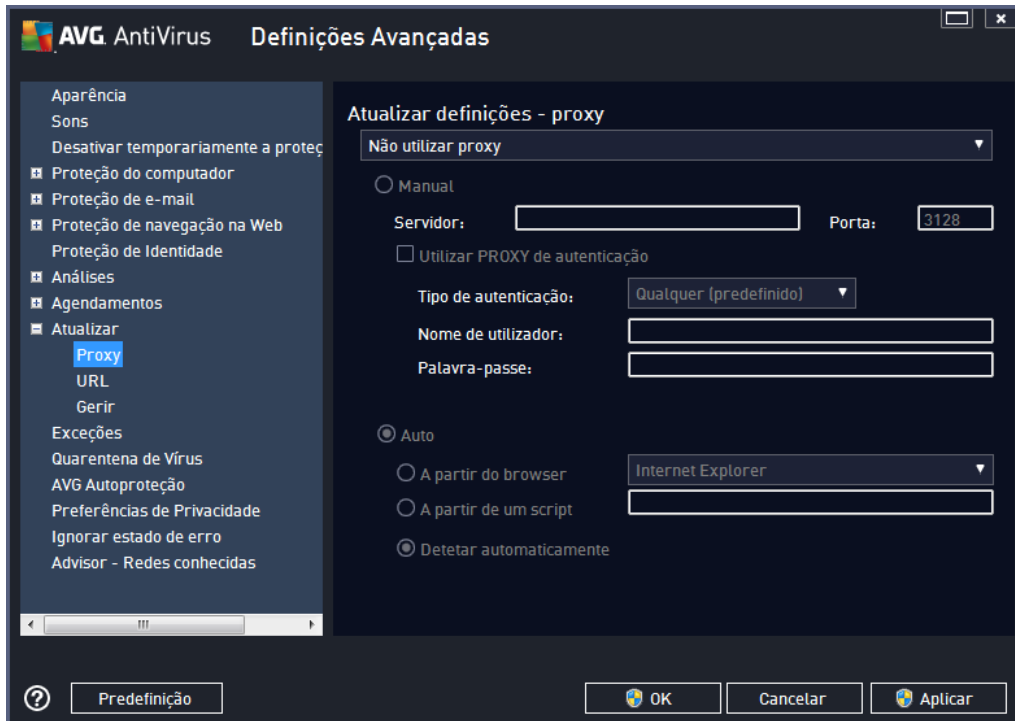 AVG AntiVirus Definições Avançadas
Aparência
Sons
Desativar temporariamente a proteç
Proteção do computador
Proteção de e-mail
Proteção de navegação na Web
Proteção de Identidade
Análises
Agendamentos
Atualizar
Proxy
URL
Gerir
Exceções
Quarentena de Vírus
AVG Autoproteção
Preferências de Privacidade
Ignorar estado de erro
Advisor - Redes conhecidas
Atualizar definições - proxy
Não utilizar proxy
Manual
Servidor: Porta: 3128
Utilizar PROXY de autenticação
Tipo de autenticação: Qualquer (predefinido)
Nome de utilizador:
Palavra-passe:
Auto
A partir do browser Internet Explorer
A partir de um script
Detetar automaticamente
? Predefinição OK Cancelar Aplicar